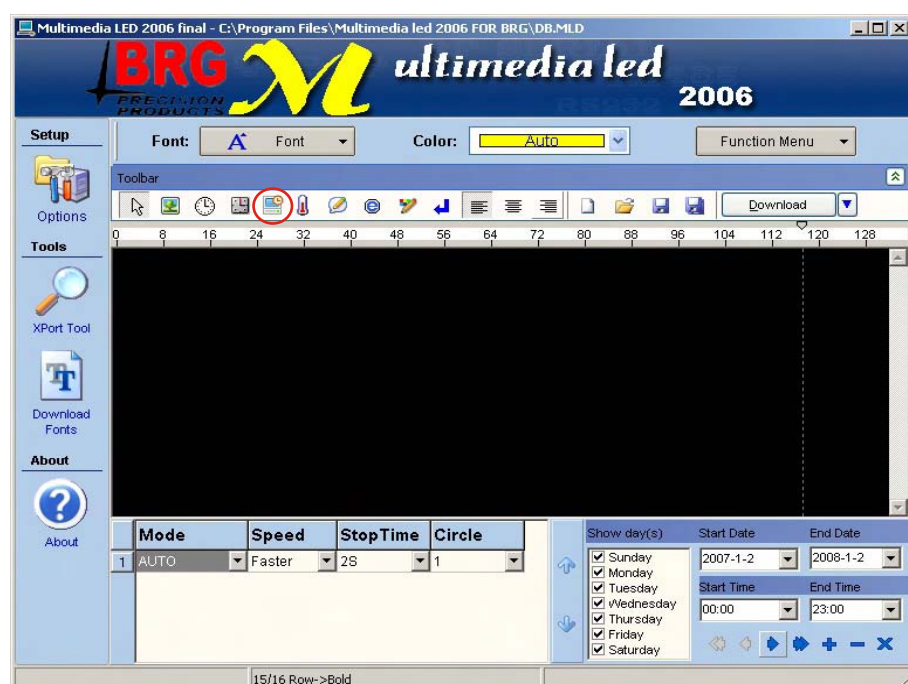 Multimedia LED 2006 final - C:\Program Files\Multimedia led 2006 FOR BRG\DB.MLD
BRG
PRECISION
PRODUCTS
Multimedia led
2006
Setup
Font: A Font
Color: Auto
Function Menu
Toolbar
Options
Download
Tools
0 8 16 24 32 40 48 56 64 72 80 88 96 104 112 120 128
XPort Tool
Download
Fonts
About
About
Mode Speed StopTime Circle
1 AUTO Faster 2S 1
Show day(s)
Sunday
Monday
Tuesday
Wednesday
Thursday
Friday
Saturday
Start Date End Date
2007-1-2 2008-1-2
Start Time End Time
00:00 23:00
15/16 Row->Bold